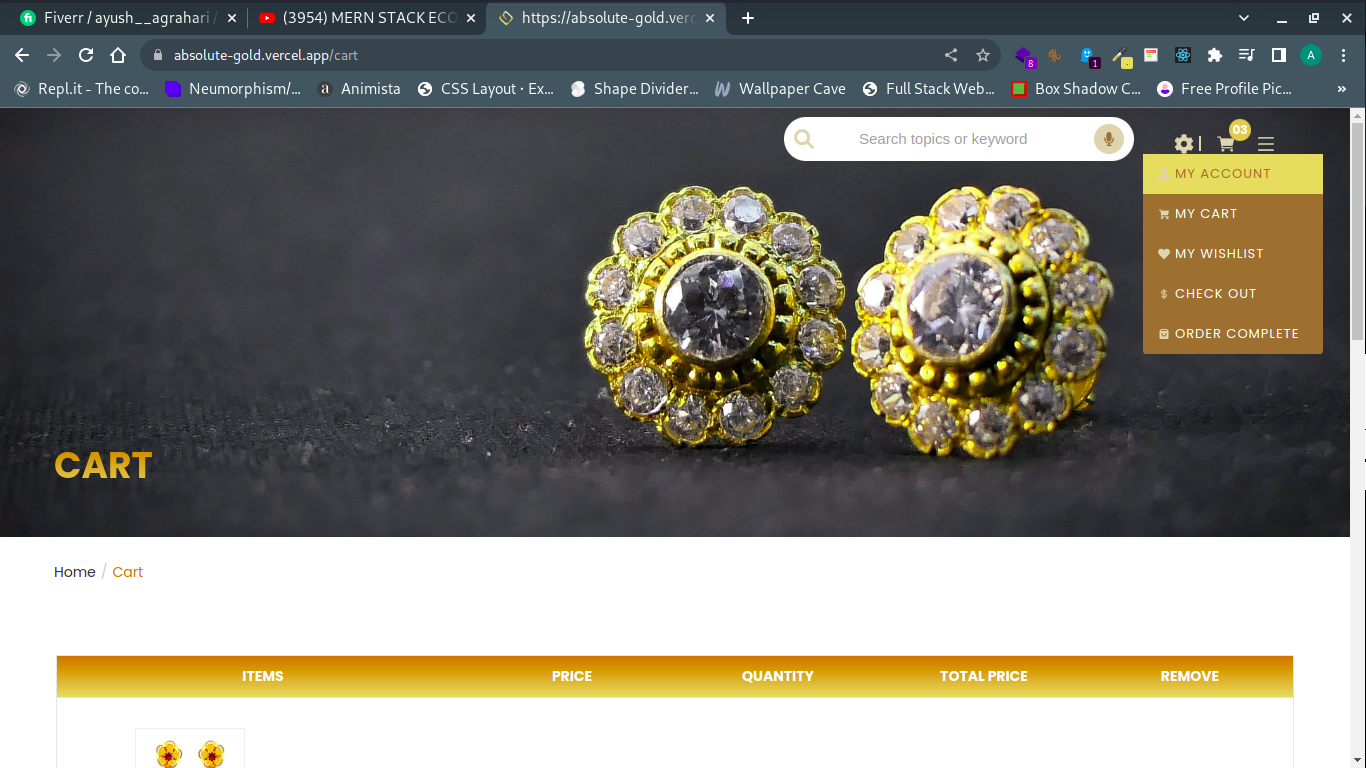 Fiverr / ayush__agrahari /
(3954) MERN STACK ECO
https://absolute-gold.verc
absolute-gold.vercel.app/cart
8
1
A
Repl.it - The co...
Neumorphism/...
a
Animista
CSS Layout · Ex...
Shape Divider...
Wallpaper Cave
Full Stack Web...
Box Shadow C...
Free Profile Pic...
»
Search topics or keyword
03
MY ACCOUNT
MY CART
MY WISHLIST
$ CHECK OUT
ORDER COMPLETE
CART
Home / Cart
ITEMS PRICE QUANTITY TOTAL PRICE REMOVE